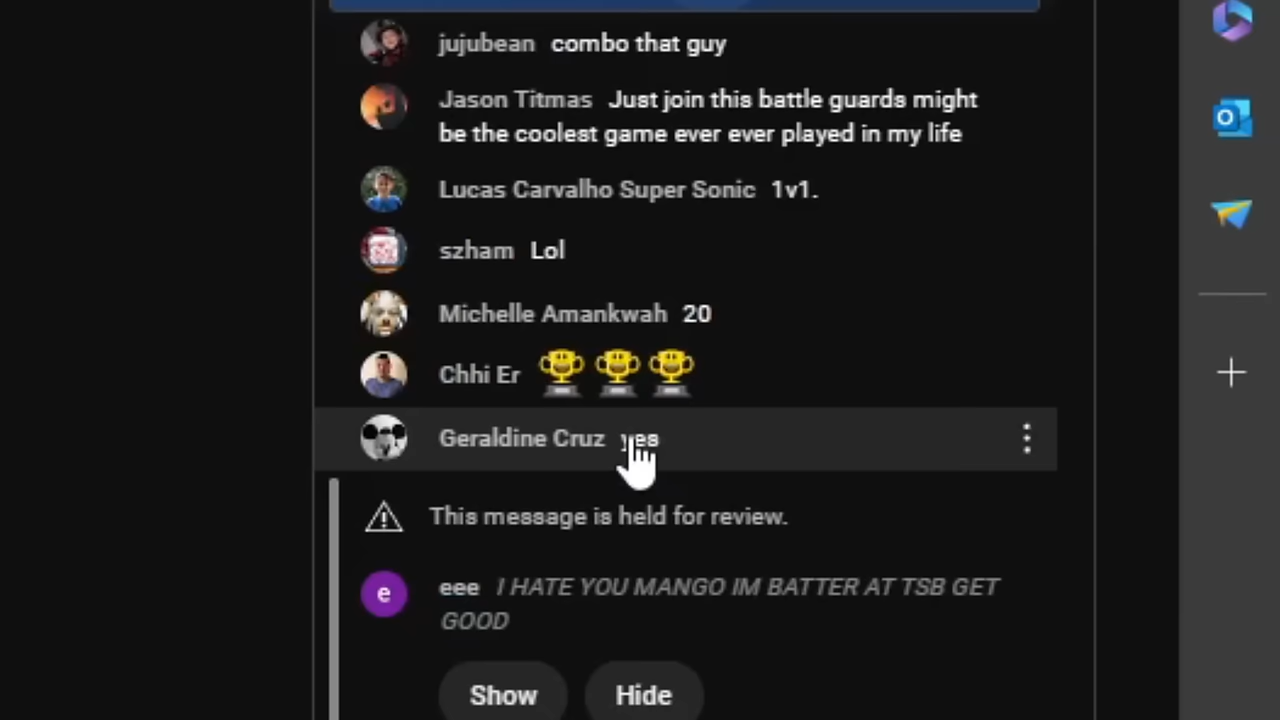 jujubean combo that guy
Jason Titmas Just join this battle guards might
be the coolest game ever ever played in my life
Lucas Carvalho Super Sonic 1v1.
szham Lol
Michelle Amankwah 20
Chhi Er 🏆🏆🏆
Geraldine Cruz yes
This message is held for review.
e eee I HATE YOU MANGO IM BATTER AT TSB GET
GOOD
Show Hide